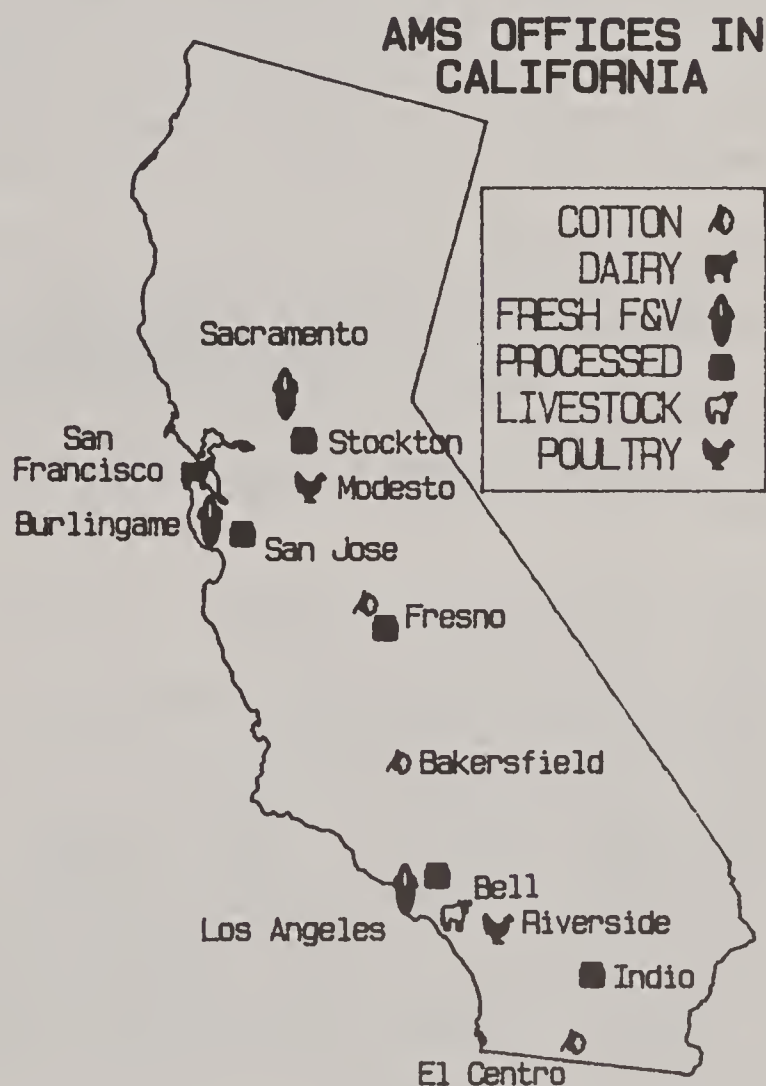 AMS OFFICES IN
CALIFORNIA
COTTON
DAIRY
FRESH F&V
PROCESSED
LIVESTOCK
POULTRY
Sacramento
San
Francisco
Stockton
Modesto
Burlingame
San Jose
Fresno
Bakersfield
Bell
Los Angeles
Riverside
Indio
El Centro